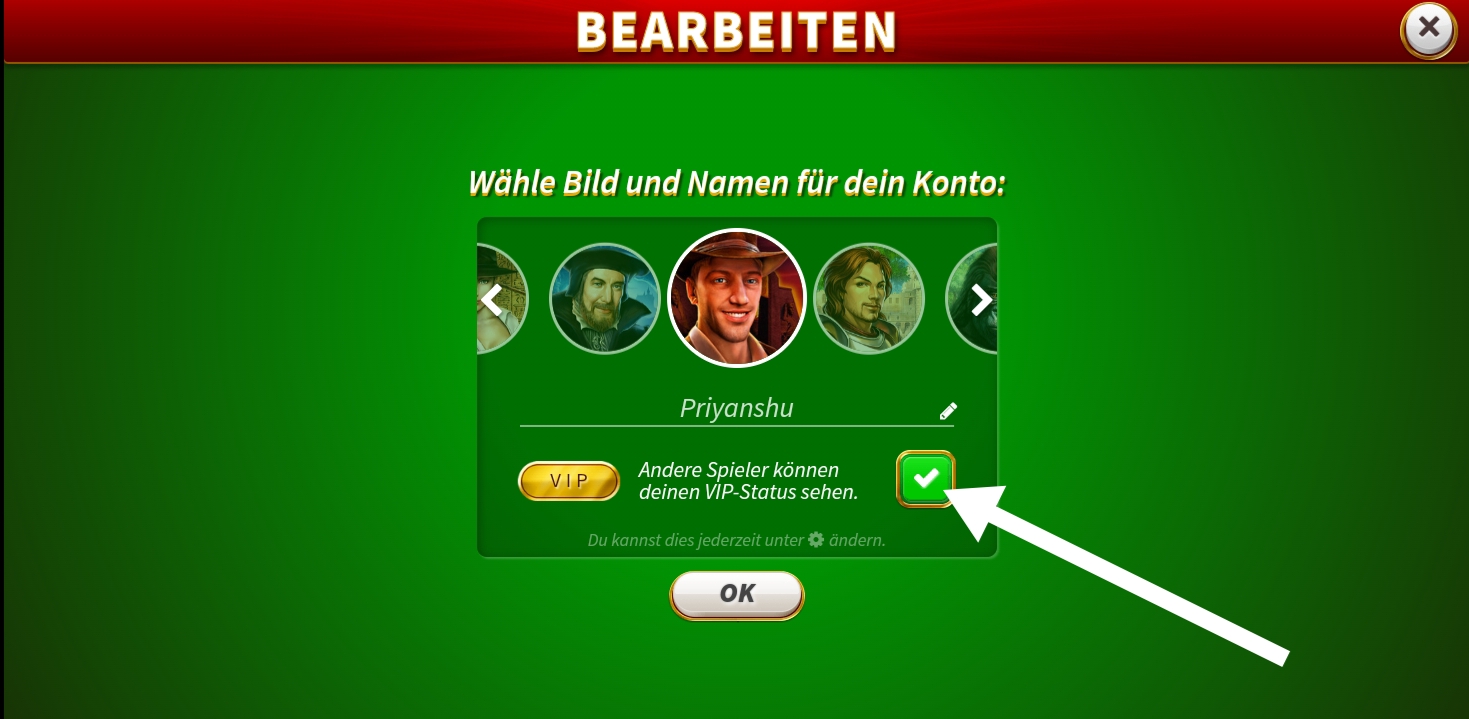 BEARBEITEN
Wähle Bild und Namen für dein Konto:
Priyanshu
VIP
Andere Spieler können
deinen VIP-Status sehen.
Du kannst dies jederzeit unter ändern.
OK